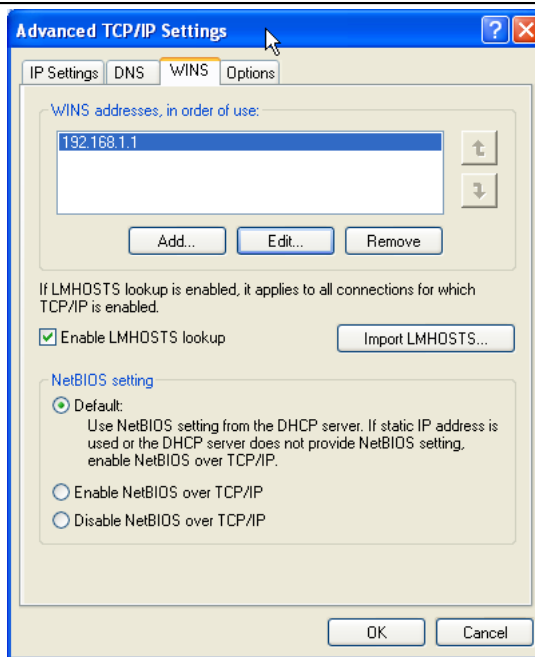 Advanced TCP/IP Settings
IP Settings
DNS
WINS
Options
WINS addresses, in order of use:
192.168.1.1
Add...
Edit...
Remove
If LMHOSTS lookup is enabled, it applies to all connections for which
TCP/IP is enabled.
Enable LMHOSTS lookup
Import LMHOSTS...
NetBIOS setting
Default:
Use NetBIOS setting from the DHCP server. If static IP address is
used or the DHCP server does not provide NetBIOS setting,
enable NetBIOS over TCP/IP.
Enable NetBIOS over TCP/IP
Disable NetBIOS over TCP/IP
OK
Cancel